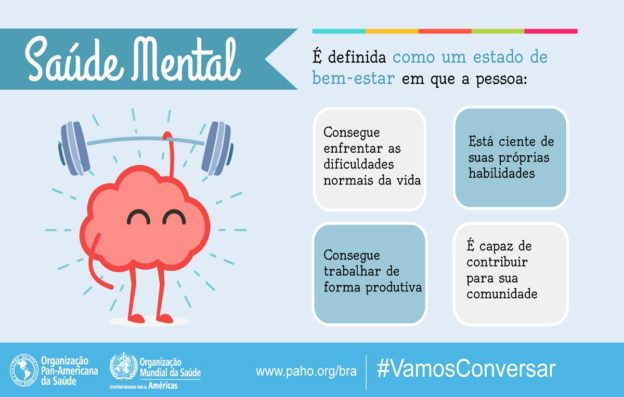 Saúde Mental
É definida como um estado de
bem-estar em que a pessoa:
Consegue
enfrentar as
dificuldades
normais da vida
Está ciente de
suas próprias
habilidades
Consegue
trabalhar de
forma produtiva
É capaz de
contribuir
para sua
comunidade
Organização
Pan-Americana
da Saúde
Organização
Mundial da Saúde
Américas
www.paho.org/bra
#VamosConversar